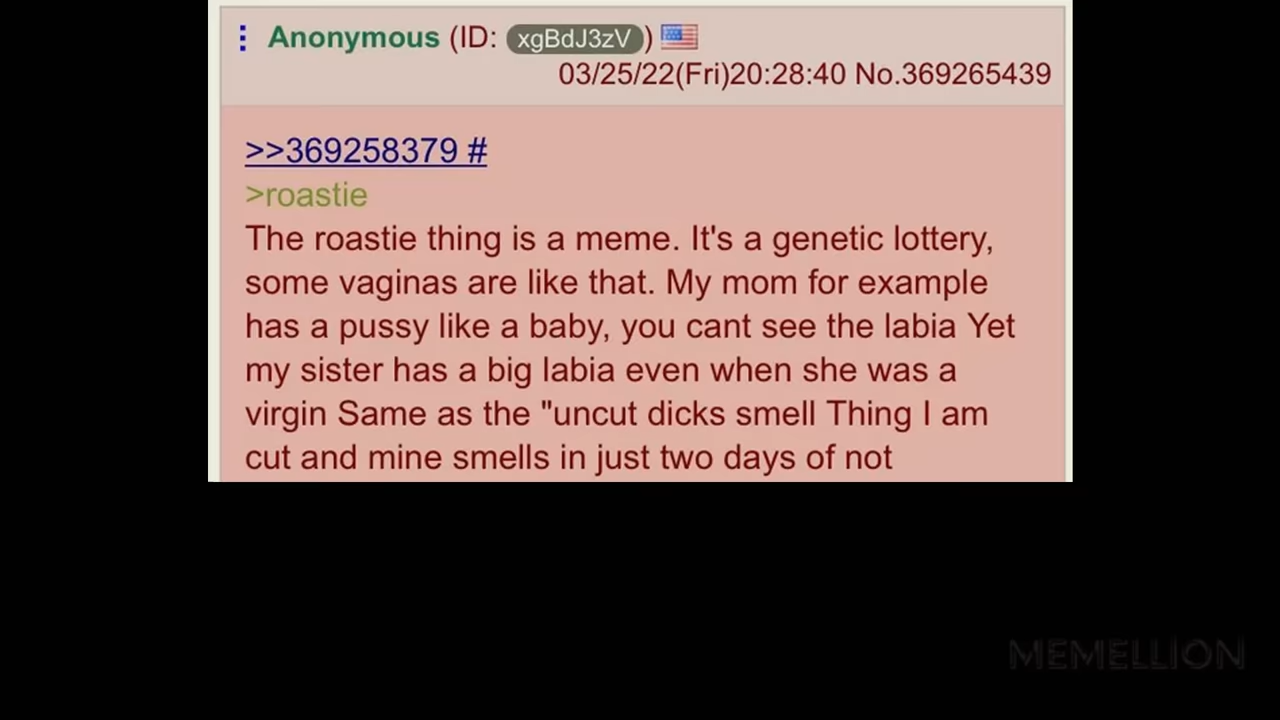 Anonymous (ID: xgBdJ3zV)
03/25/22(Fri)20:28:40 No.369265439
>>369258379 #
>roastie
The roastie thing is a meme. It's a genetic lottery,
some vaginas are like that. My mom for example
has a pussy like a baby, you cant see the labia Yet
my sister has a big labia even when she was a
virgin Same as the "uncut dicks smell Thing I am
cut and mine smells in just two days of not
MEMELLION